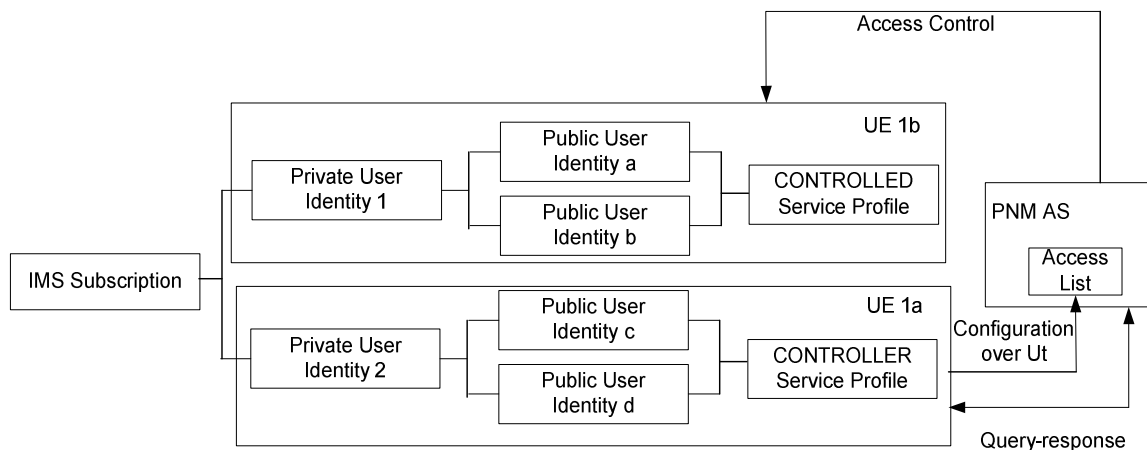 Access Control
UE 1b
Public User
Identity a
Private User
Identity 1
CONTROLLED
Service Profile
Public User
Identity b
PNM AS
Access
List
IMS Subscription
UE 1a
Public User
Identity c
Configuration
over Ut
Private User
Identity 2
CONTROLLER
Service Profile
Public User
Identity d
Query-response